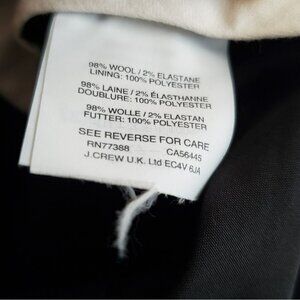 98% WOOL / 2% ELASTANE
LINING: 100% POLYESTER
98% LAINE / 2% ÉLASTHANNE
DOUBLURE: 100% POLYESTER
98% WOLLE / 2% ELASTAN
FUTTER: 100% POLYESTER
SEE REVERSE FOR CARE
RN77388 CA56445
J.CREW U.K. Ltd EC4V 6JA